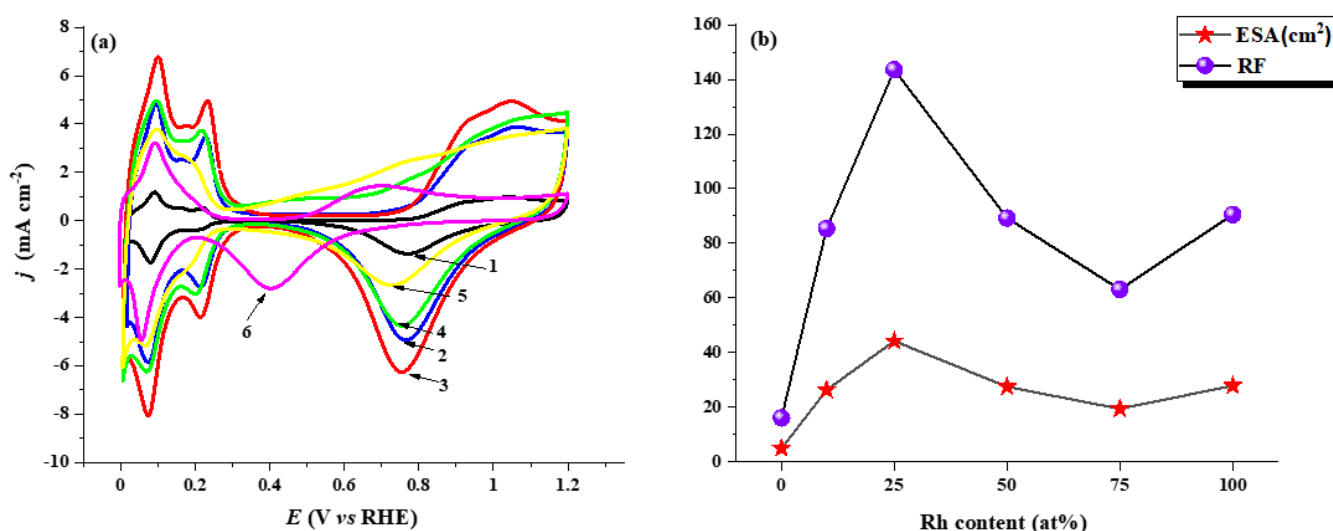 (a)
8
6
4
2
0
-2
-4
-6
-8
-10
j (mA cm⁻²)
1
5
4
2
3
6
0 0.2 0.4 0.6 0.8 1 1.2
E (V vs RHE)
(b)
ESA(cm²)
RF
160
140
120
100
80
60
40
20
0
0 25 50 75 100
Rh content (at%)